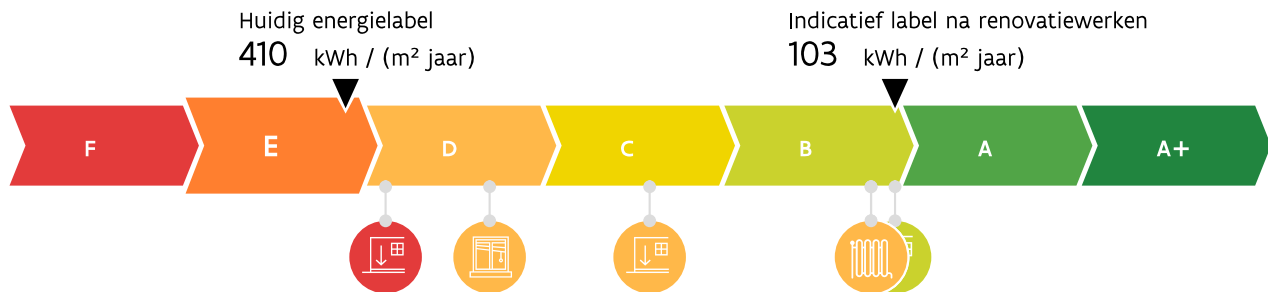 Huidig energielabel
410 kWh / (m² jaar)
Indicatief label na renovatiewerken
103 kWh / (m² jaar)
F E D C B A A+